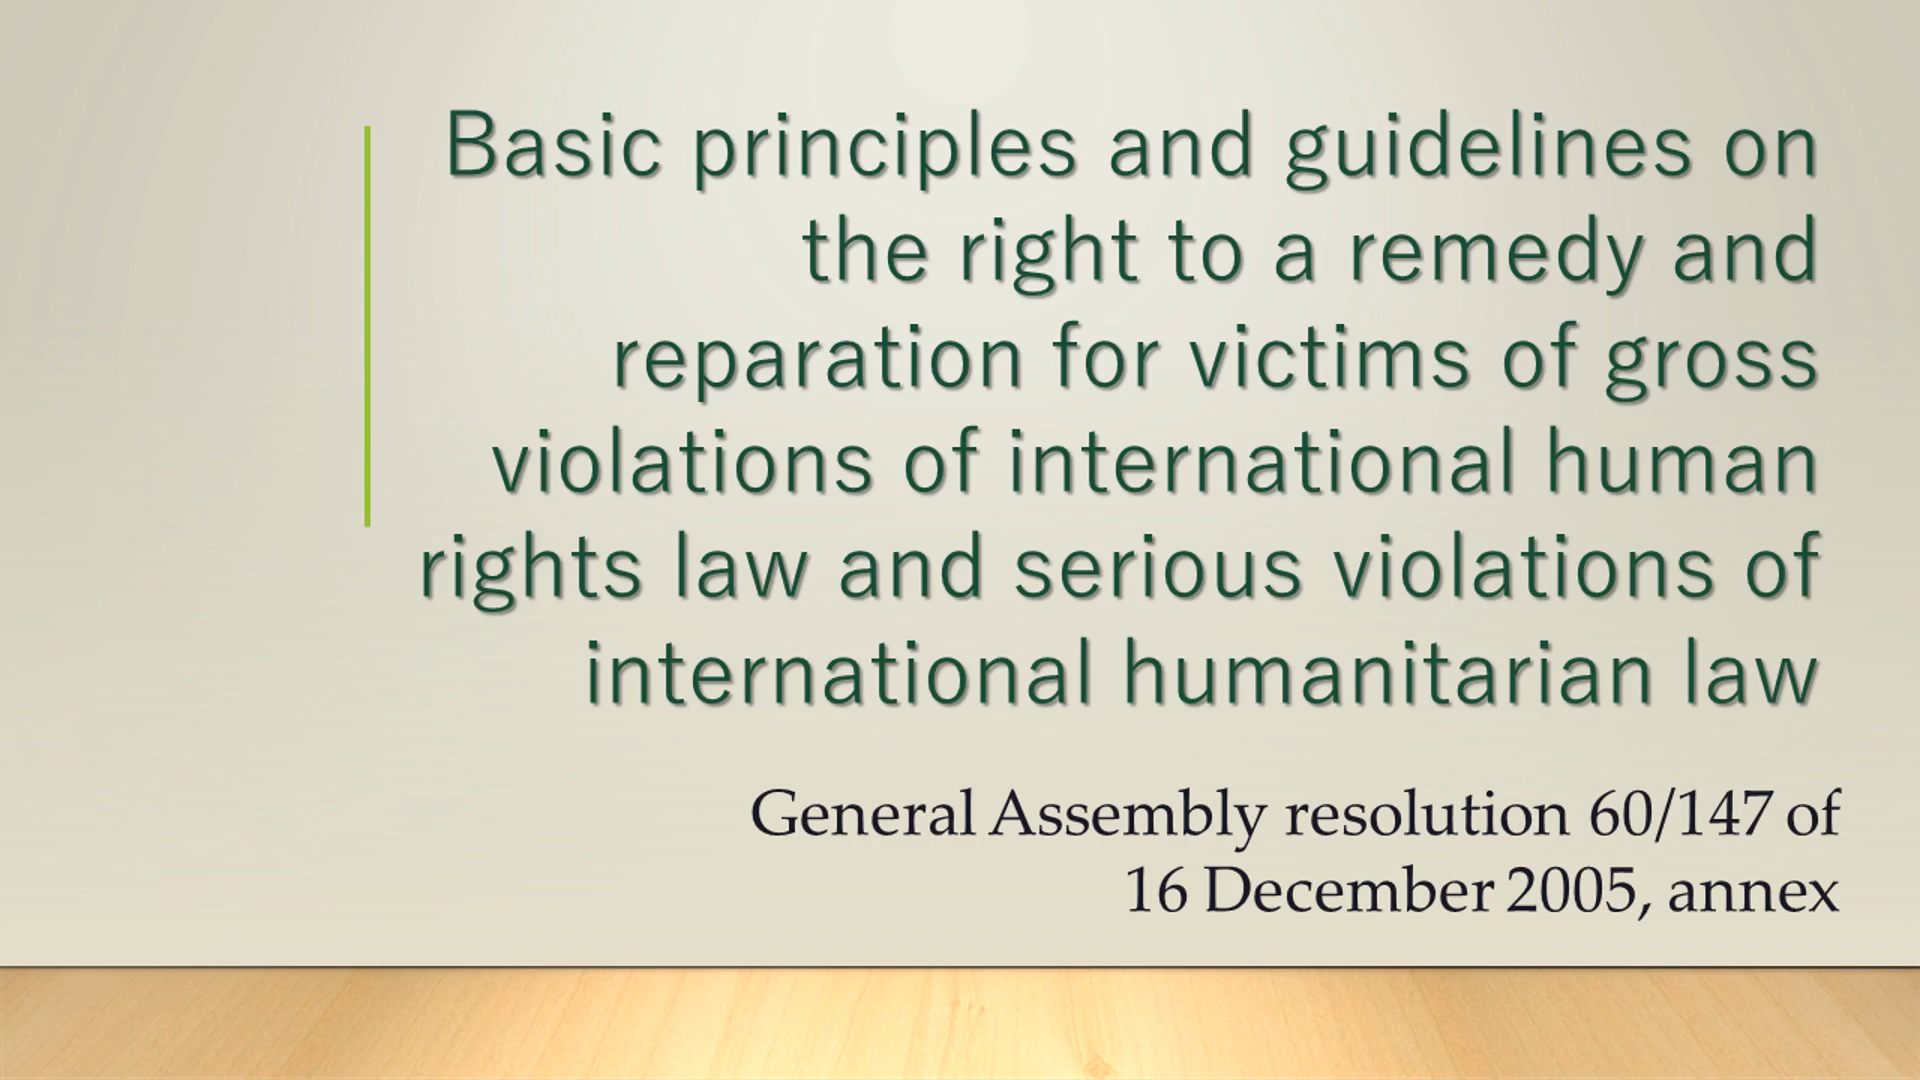 Basic principles and guidelines on
the right to a remedy and
reparation for victims of gross
violations of international human
rights law and serious violations of
international humanitarian law
General Assembly resolution 60/147 of
16 December 2005, annex